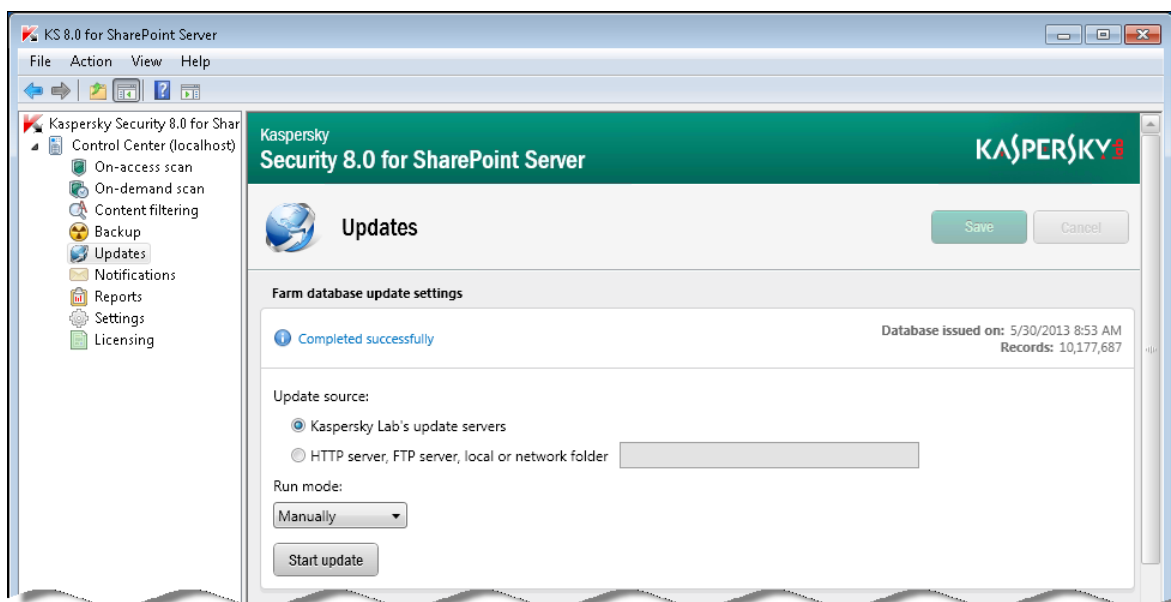 KS 8.0 for SharePoint Server
File Action View Help
Kaspersky Security 8.0 for Shar
Control Center (localhost)
On-access scan
On-demand scan
Content filtering
Backup
Updates
Notifications
Reports
Settings
Licensing
Kaspersky
Security 8.0 for SharePoint Server
KASPERSKY lab
Updates
Save
Cancel
Farm database update settings
Completed successfully
Database issued on: 5/30/2013 8:53 AM
Records: 10,177,687
Update source:
Kaspersky Lab's update servers
HTTP server, FTP server, local or network folder
Run mode:
Manually
Start update